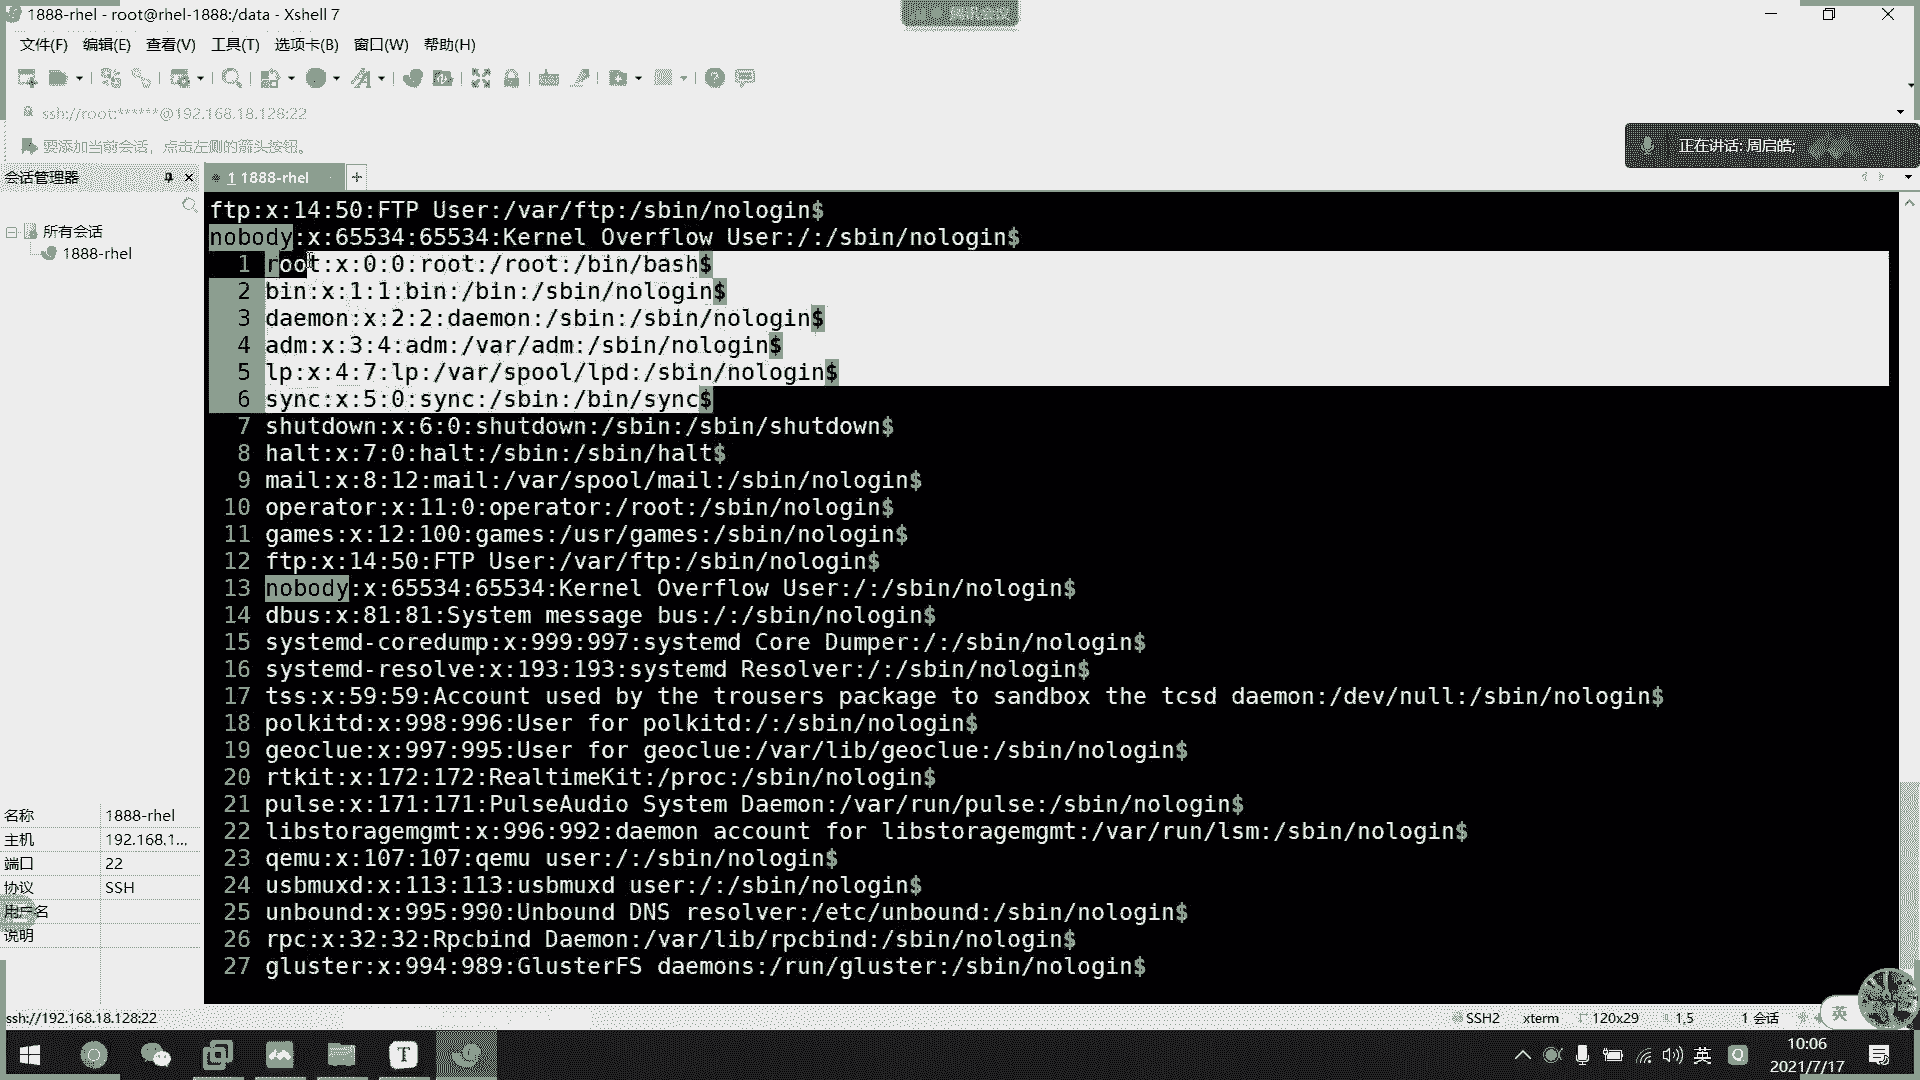 1888-rhel - root@rhel-1888:/data - Xshell 7
腾讯会议
文件(F) 编辑(E) 查看(V) 工具(T) 选项卡(B) 窗口(W) 帮助(H)
ssh://root:******@192.168.18.128:22
要添加当前会话，点击左侧的箭头按钮。
正在讲话: 周启皓;
会话管理器
1 1888-rhel
所有会话
1888-rhel
ftp:x:14:50:FTP User:/var/ftp:/sbin/nologin$
nobody:x:65534:65534:Kernel Overflow User:/:/sbin/nologin$
1 root:x:0:0:root:/root:/bin/bash$
2 bin:x:1:1:bin:/bin:/sbin/nologin$
3 daemon:x:2:2:daemon:/sbin:/sbin/nologin$
4 adm:x:3:4:adm:/var/adm:/sbin/nologin$
5 lp:x:4:7:lp:/var/spool/lpd:/sbin/nologin$
6 sync:x:5:0:sync:/sbin:/bin/sync$
7 shutdown:x:6:0:shutdown:/sbin:/sbin/shutdown$
8 halt:x:7:0:halt:/sbin:/sbin/halt$
9 mail:x:8:12:mail:/var/spool/mail:/sbin/nologin$
10 operator:x:11:0:operator:/root:/sbin/nologin$
11 games:x:12:100:games:/usr/games:/sbin/nologin$
12 ftp:x:14:50:FTP User:/var/ftp:/sbin/nologin$
13 nobody:x:65534:65534:Kernel Overflow User:/:/sbin/nologin$
14 dbus:x:81:81:System message bus:/:/sbin/nologin$
15 systemd-coredump:x:999:997:systemd Core Dumper:/:/sbin/nologin$
16 systemd-resolve:x:193:193:systemd Resolver:/:/sbin/nologin$
17 tss:x:59:59:Account used by the trousers package to sandbox the tcsd daemon:/dev/null:/sbin/nologin$
18 polkitd:x:998:996:User for polkitd:/:/sbin/nologin$
19 geoclue:x:997:995:User for geoclue:/var/lib/geoclue:/sbin/nologin$
20 rtkit:x:172:172:RealtimeKit:/proc:/sbin/nologin$
21 pulse:x:171:171:PulseAudio System Daemon:/var/run/pulse:/sbin/nologin$
22 libstoragemgmt:x:996:992:daemon account for libstoragemgmt:/var/run/lsm:/sbin/nologin$
23 qemu:x:107:107:qemu user:/:/sbin/nologin$
24 usbmuxd:x:113:113:usbmuxd user:/:/sbin/nologin$
25 unbound:x:995:990:Unbound DNS resolver:/etc/unbound:/sbin/nologin$
26 rpc:x:32:32:Rpcbind Daemon:/var/lib/rpcbind:/sbin/nologin$
27 gluster:x:994:989:GlusterFS daemons:/run/gluster:/sbin/nologin$
名称 1888-rhel
主机 192.168.1...
端口 22
协议 SSH
用户名
说明
ssh://192.168.18.128:22
SSH2 xterm 120x29 1,5 1 会话
英
英
10:06
2021/7/17